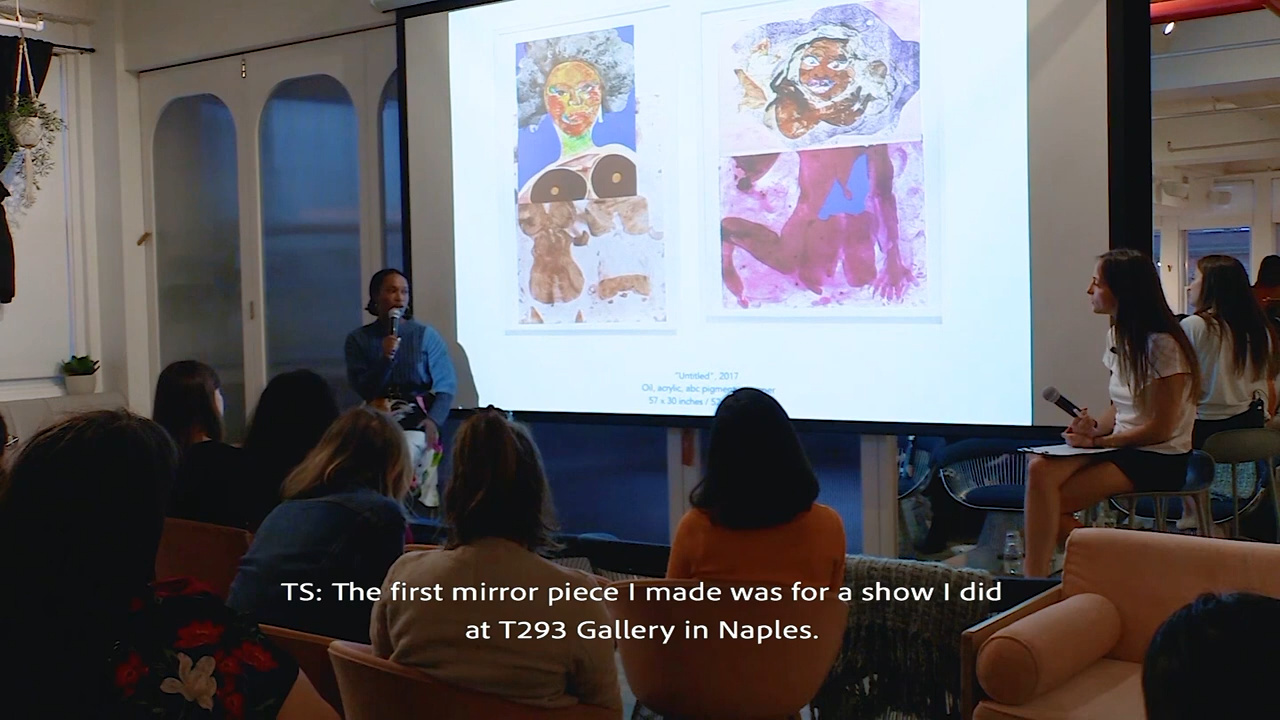 "Untitled", 2017
Oil, acrylic, abc
57 x 30 inches /
TS: The first mirror piece I made was for a show I did
at T293 Gallery in Naples.